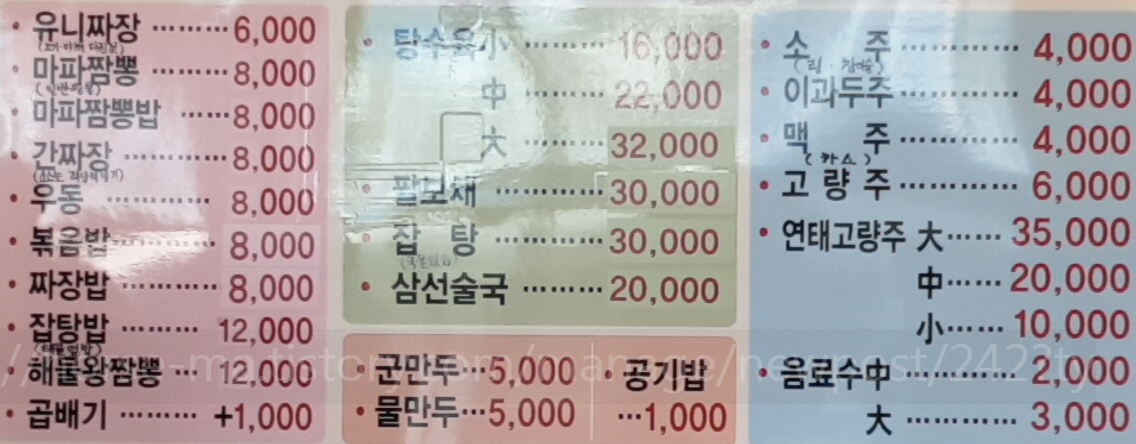 · 유니짜장 ········· 6,000
· 마파짬뽕 ········· 8,000
· 마파짬뽕밥 ······ 8,000
· 간짜장 ··········· 8,000
· 우동 ············· 8,000
· 볶음밥 ··········· 8,000
· 짜장밥 ··········· 8,000
· 잡탕밥 ········· 12,000
· 해물왕짬뽕 ······ 12,000
· 곱배기 ········· +1,000
· 탕수육 小 ········· 16,000
中 ········· 22,000
大 ········· 32,000
· 팔보채 ··········· 30,000
· 잡 탕 ··········· 30,000
· 삼선술국 ········· 20,000
· 군만두···5,000
· 물만두···5,000
· 공기밥
···1,000
· 소 주 ············ 4,000
· 이과두주 ············ 4,000
· 맥 주 ············ 4,000
(카스)
· 고 량 주 ············ 6,000
· 연태고량주 大 ······ 35,000
中 ······ 20,000
小 ······ 10,000
· 음료수 中 ············ 2,000
大 ············ 3,000